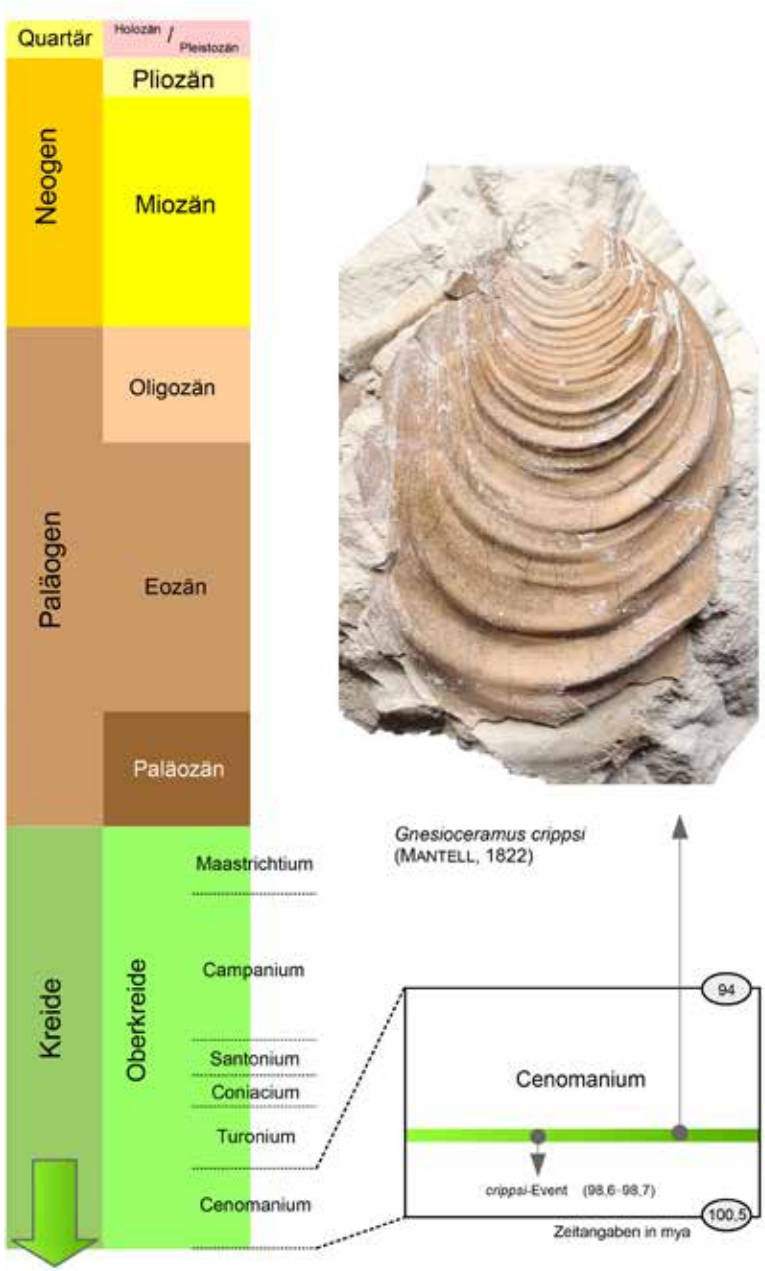 Quartär
Holozän / Pleistozän
Pliozän
Neogen
Miozän
Oligozän
Paläogen
Eozän
Paläozän
Gnesioceramus crippsi
(MANTELL, 1822)
Maastrichtium
Kreide
Oberkreide
Campanium
Santonium
Coniacium
Turonium
Cenomanium
94
Cenomanium
crippsi-Event (98,6-98,7)
100,5
Zeitangaben in mya